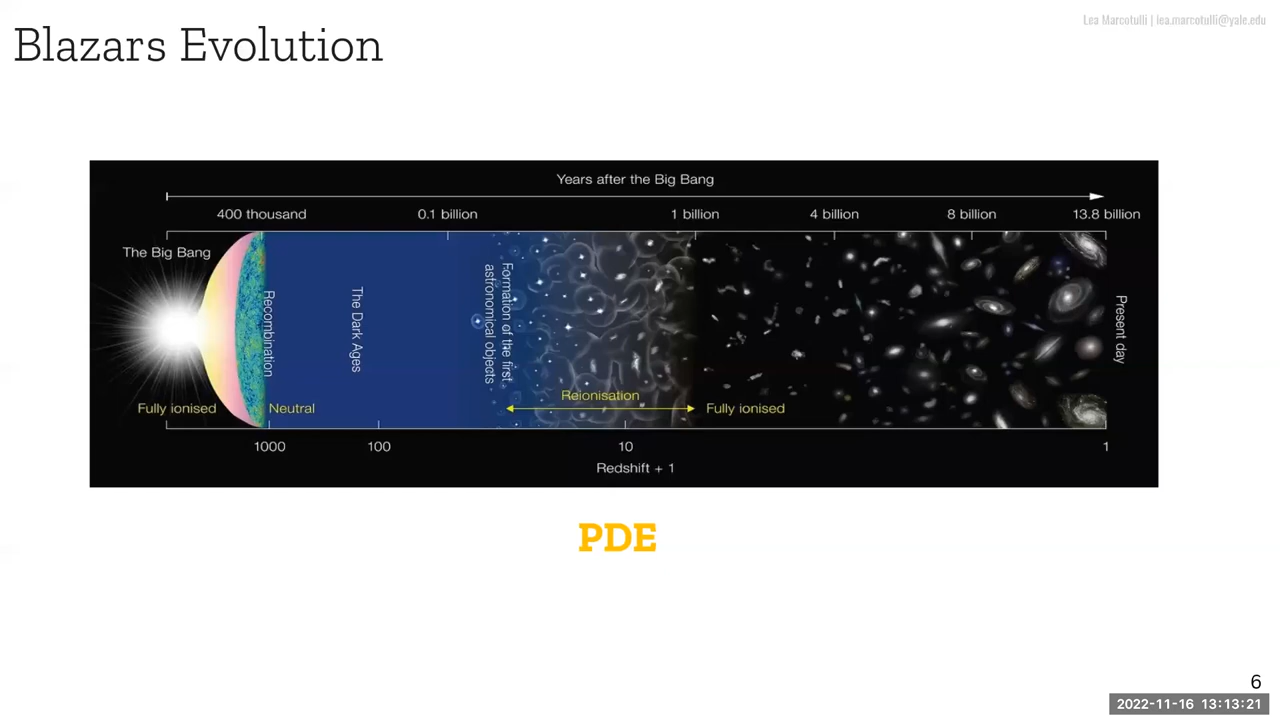 Lea Marcotulli | lea.marcotulli@yale.edu
Blazars Evolution
Years after the Big Bang
400 thousand
0.1 billion
1 billion
4 billion
8 billion
13.8 billion
The Big Bang
Recombination
The Dark Ages
Formation of the first
astronomical objects
Present day
Reionisation
Fully ionised
Neutral
Fully ionised
1000
100
10
1
Redshift + 1
PDE
6
2022-11-16 13:13:21